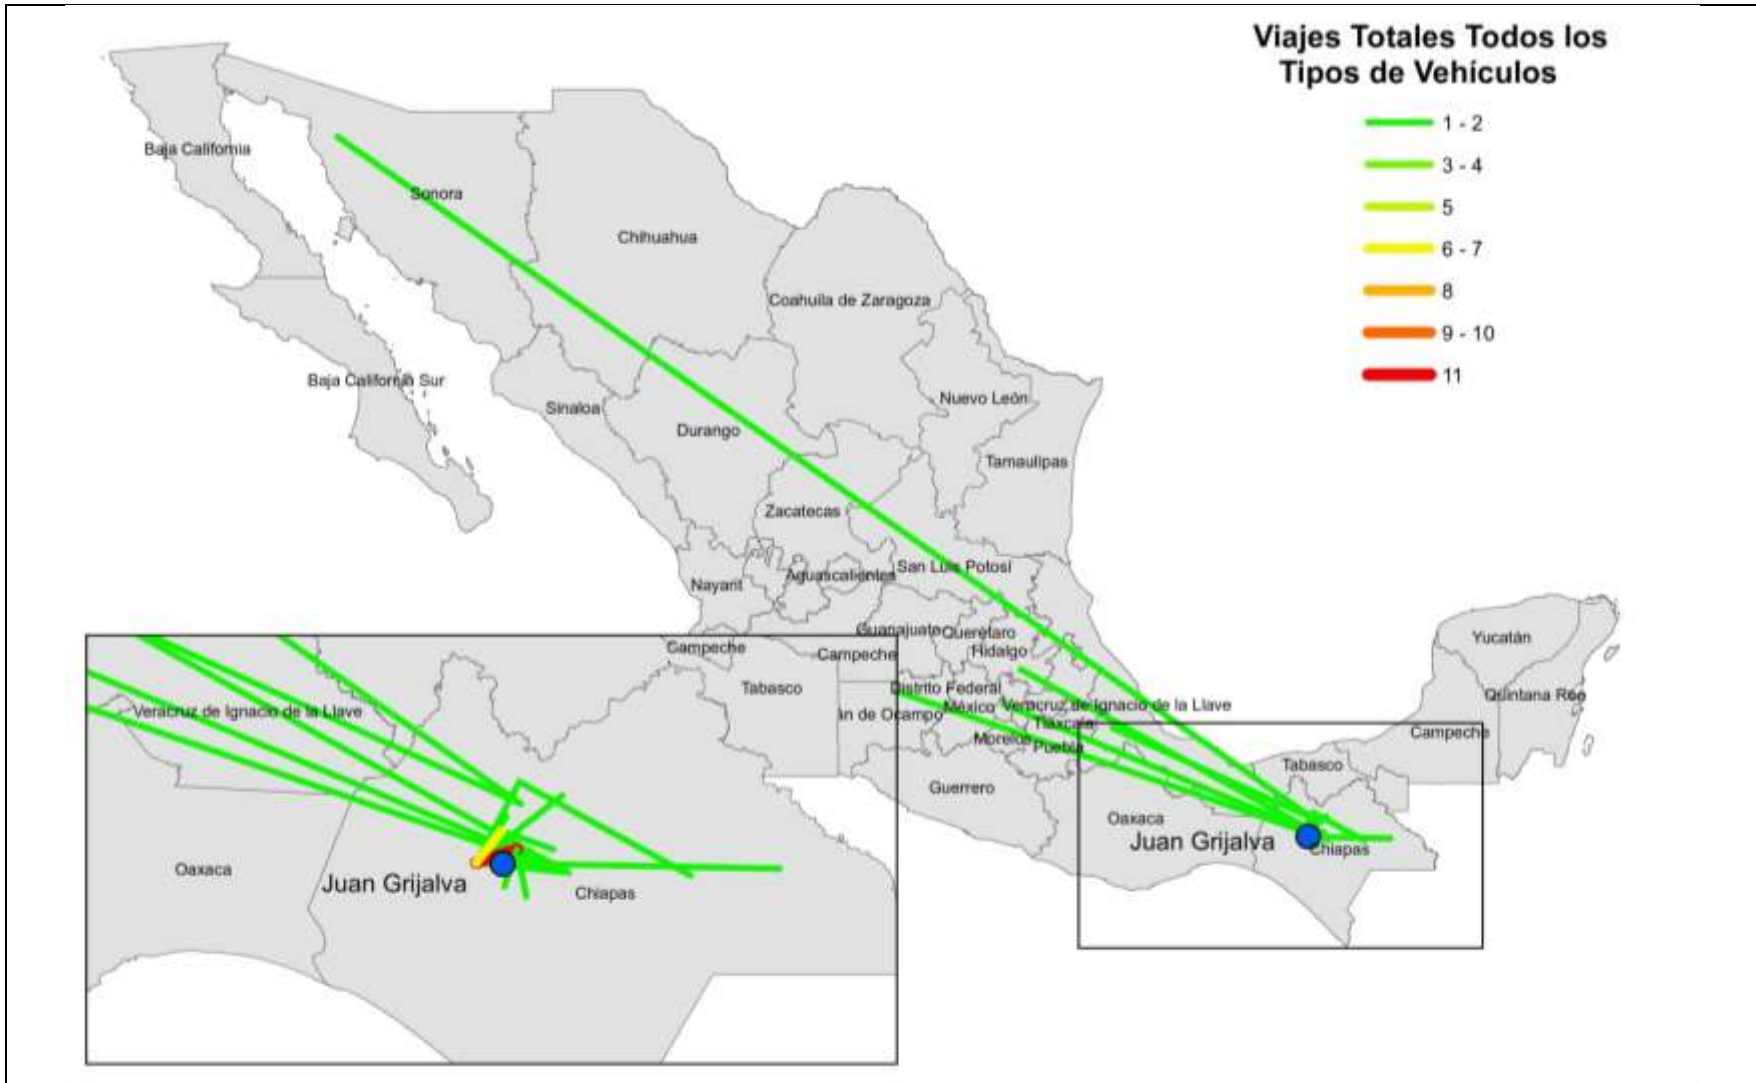 Viajes Totales Todos los
Tipos de Vehículos
1 - 2
3 - 4
5
6 - 7
8
9 - 10
11
Baja California
Sonora
Chihuahua
Coahuila de Zaragoza
Baja California Sur
Sinaloa
Nuevo León
Durango
Tamaulipas
Zacatecas
San Luis Potosí
Aguascalientes
Nayarit
Guanajuato
Querétaro
Hidalgo
Yucatán
Distrito Federal
Quintana Roo
México
Veracruz de Ignacio de la Llave
án de Ocampo
Tlaxcala
Morelos
Puebla
Campeche
Tabasco
Guerrero
Oaxaca
Juan Grijalva
Chiapas
Campeche
Campeche
Tabasco
Veracruz de Ignacio de la Llave
Oaxaca
Juan Grijalva
Chiapas